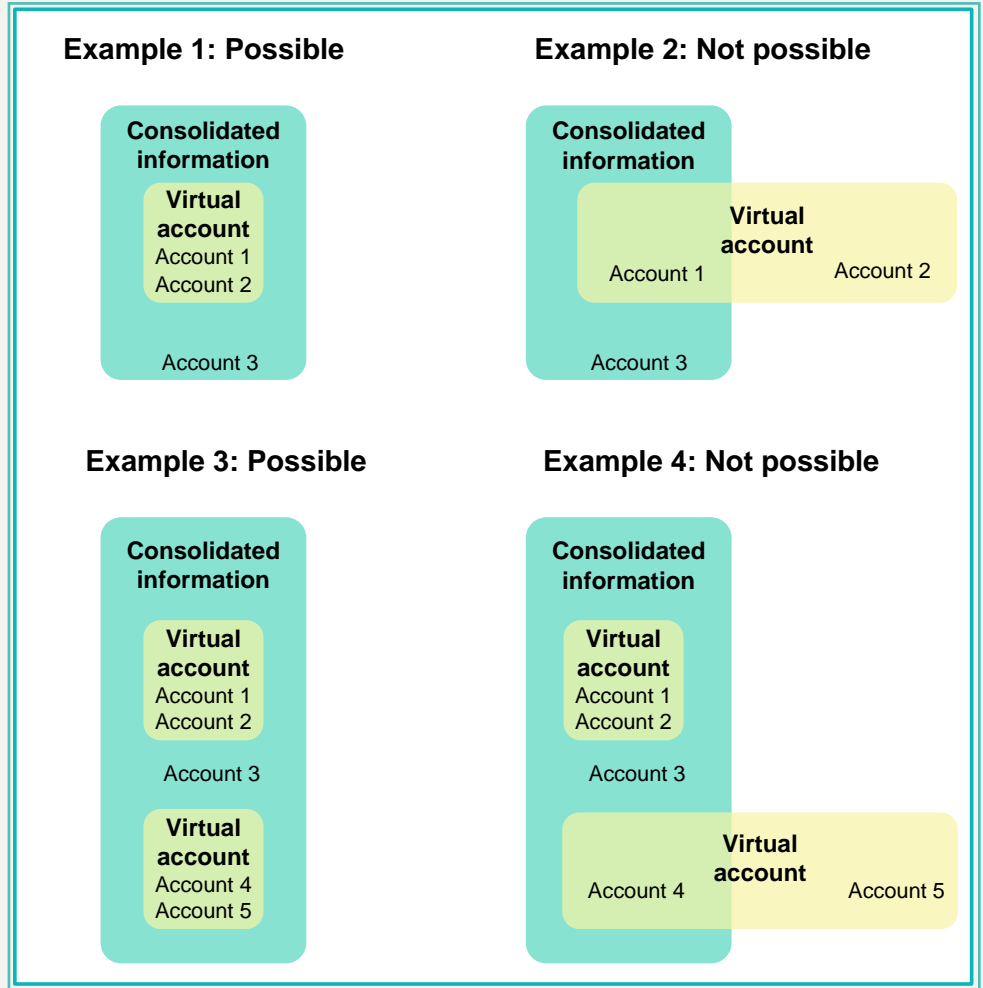 Example 1: Possible
Consolidated
information
Virtual
account
Account 1
Account 2
Account 3
Example 2: Not possible
Consolidated
information
Virtual
account
Account 1
Account 2
Account 3
Example 3: Possible
Consolidated
information
Virtual
account
Account 1
Account 2
Account 3
Virtual
account
Account 4
Account 5
Example 4: Not possible
Consolidated
information
Virtual
account
Account 1
Account 2
Account 3
Virtual
account
Account 4
Account 5